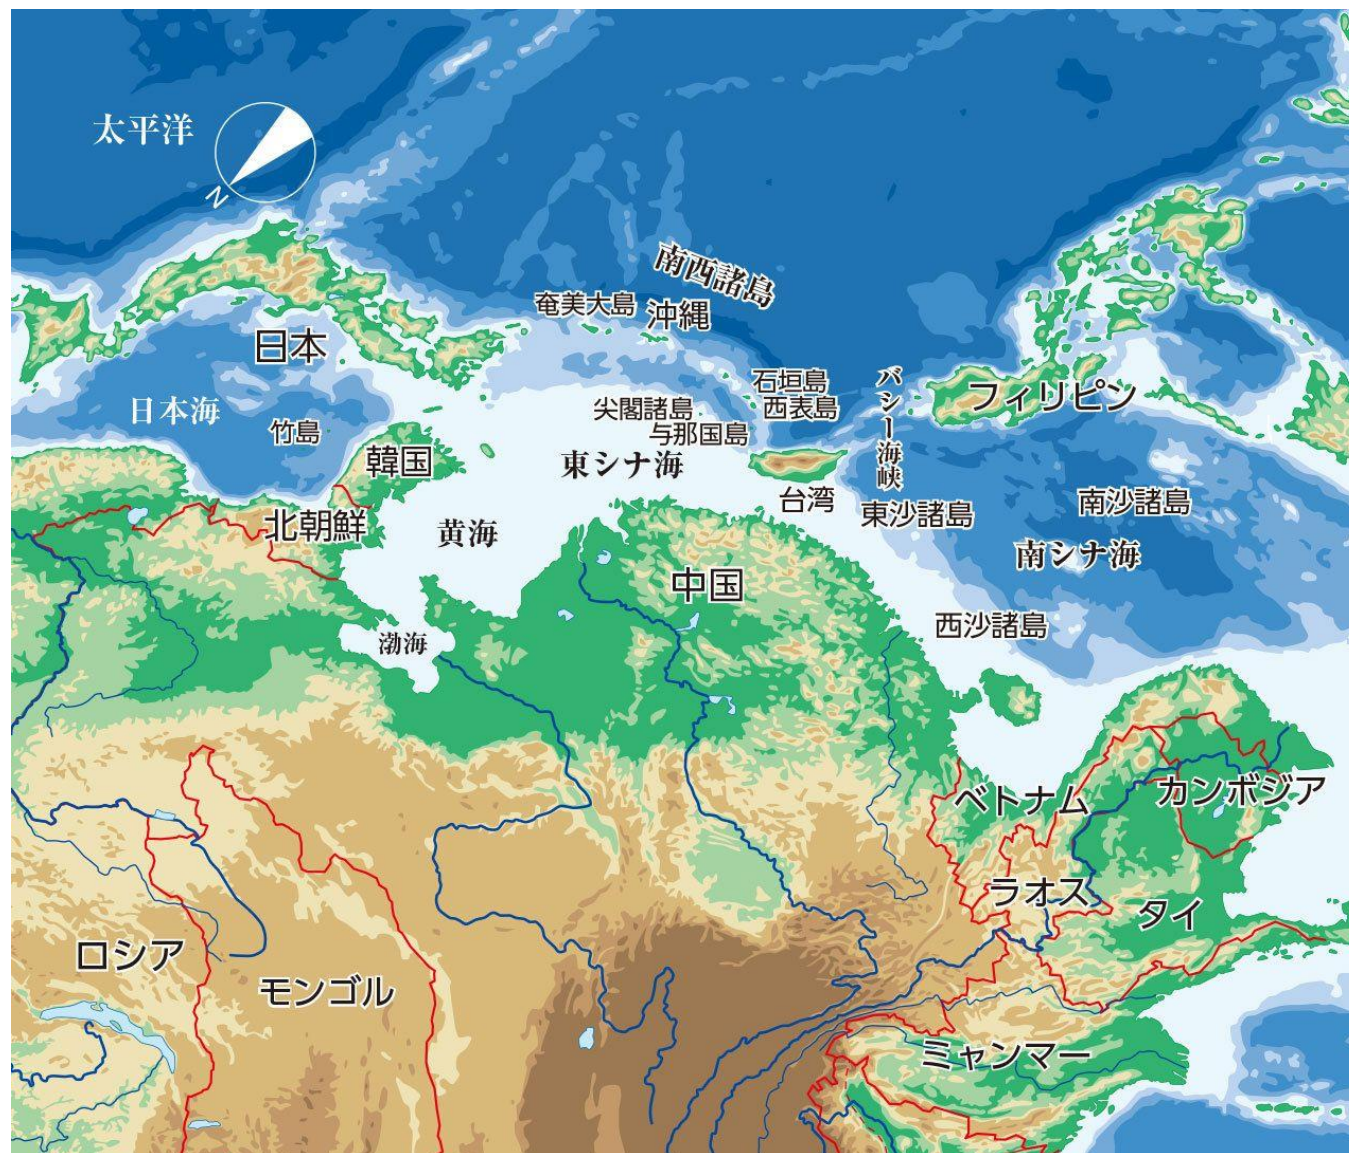 太平洋
N
南西諸島
奄美大島
沖縄
日本
石垣島
西表島
バシー海峡
フィリピン
日本海
竹島
尖閣諸島
与那国島
韓国
東シナ海
台湾
東沙諸島
南沙諸島
北朝鮮
黄海
南シナ海
中国
西沙諸島
渤海
ベトナム
カンボジア
ラオス
タイ
ロシア
モンゴル
ミャンマー